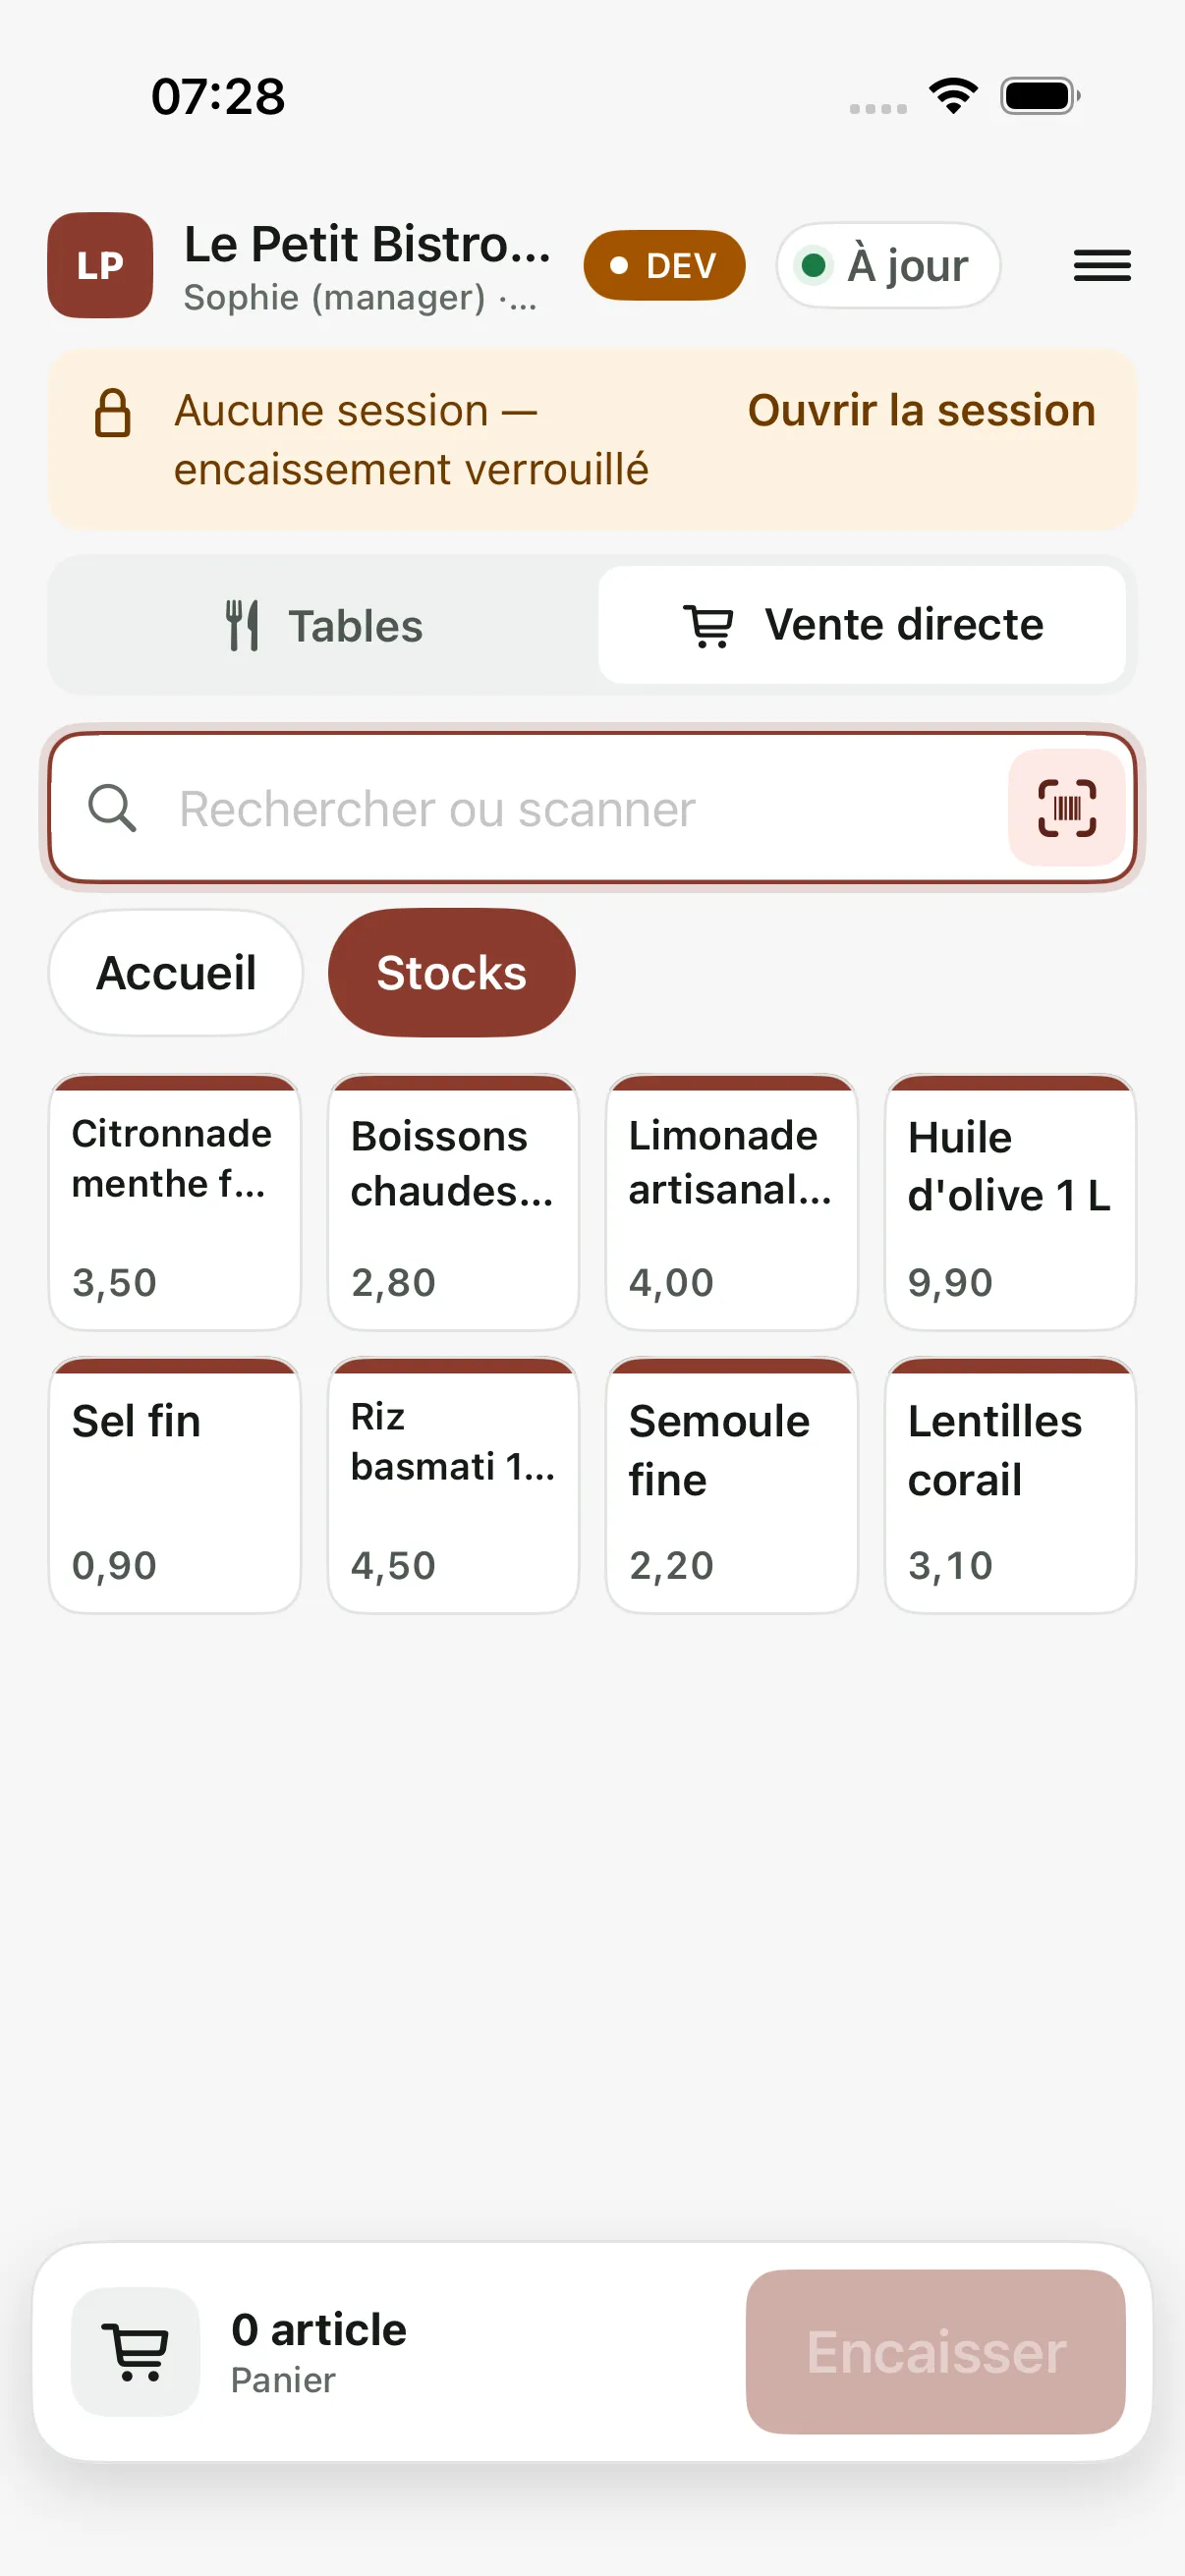 07:28
LP
Le Petit Bistro...
Sophie (manager) ·...
DEV
À jour
Aucune session —
encaissement verrouillé
Ouvrir la session
Tables
Vente directe
Rechercher ou scanner
Accueil
Stocks
Citronnade
menthe f...
3,50
Boissons
chaudes...
2,80
Limonade
artisanal...
4,00
Huile
d'olive 1 L
9,90
Sel fin
0,90
Riz
basmati 1...
4,50
Semoule
fine
2,20
Lentilles
corail
3,10
0 article
Panier
Encaisser